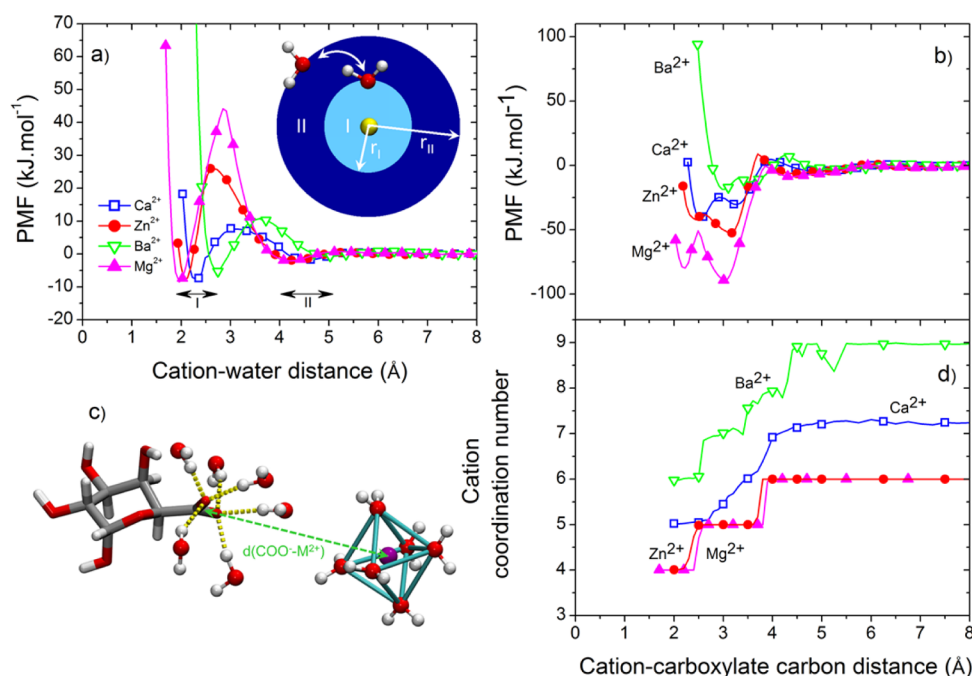 a)
PMF (kJ.mol-1)
70
60
50
40
30
20
10
0
-10
-20
II
I
rI
rII
Ca2+
Zn2+
Ba2+
Mg2+
I
II
0 1 2 3 4 5 6 7 8
Cation-water distance (Å)
b)
PMF (kJ.mol-1)
100
50
0
-50
-100
Ba2+
Ca2+
Zn2+
Mg2+
c)
d(COO--M2+)
d)
Cation
coordination number
9
8
7
6
5
4
3
Ba2+
Ca2+
Zn2+
Mg2+
0 1 2 3 4 5 6 7 8
Cation-carboxylate carbon distance (Å)